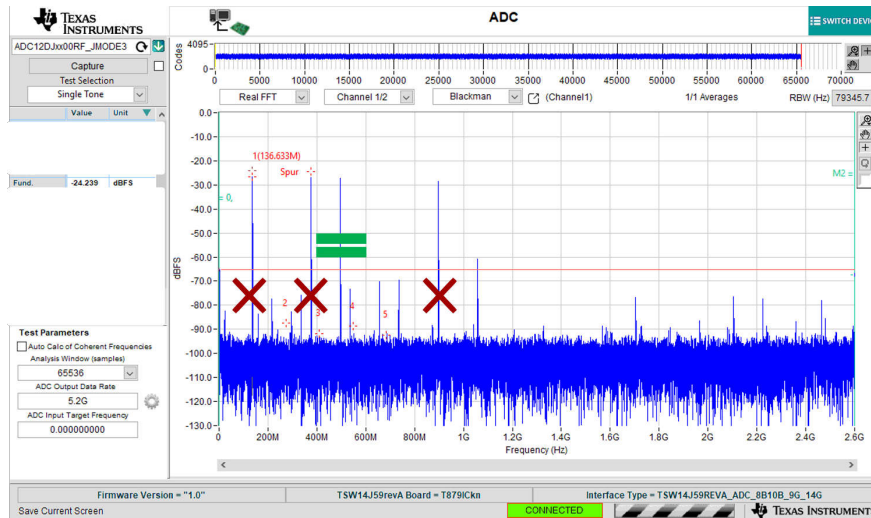 TEXAS INSTRUMENTS
ADC
SWITCH DEVIC
ADC12DJxx00RF_JMODE3
Capture
Test Selection
Single Tone
Value Unit
Fund. -24.239 dBFS
Codes
4095
0
0 5000 10000 15000 20000 25000 30000 35000 40000 45000 50000 55000 60000 65000 70000
Real FFT Channel 1/2 Blackman (Channel1) 1/1 Averages RBW (Hz) 79345.7
0.0
-10.0
-20.0
-30.0
-40.0
-50.0
-60.0
-70.0
-80.0
-90.0
-100.0
-110.0
-120.0
-130.0
dBFS
1(136.633M)
Spur
= 0,
M2 =
2
3
4
5
0 200M 400M 600M 800M 1G 1.2G 1.4G 1.6G 1.8G 2G 2.2G 2.4G 2.6G
Frequency (Hz)
Test Parameters
Auto Calc of Coherent Frequencies
Analysis Window (samples)
65536
ADC Output Data Rate
5.2G
ADC Input Target Frequency
0.000000000
Firmware Version = "1.0" TSW14J59revA Board = T879ICkn Interface Type = TSW14J59REVA_ADC_8B10B_9G_14G
Save Current Screen CONNECTED TEXAS INSTRUMENT